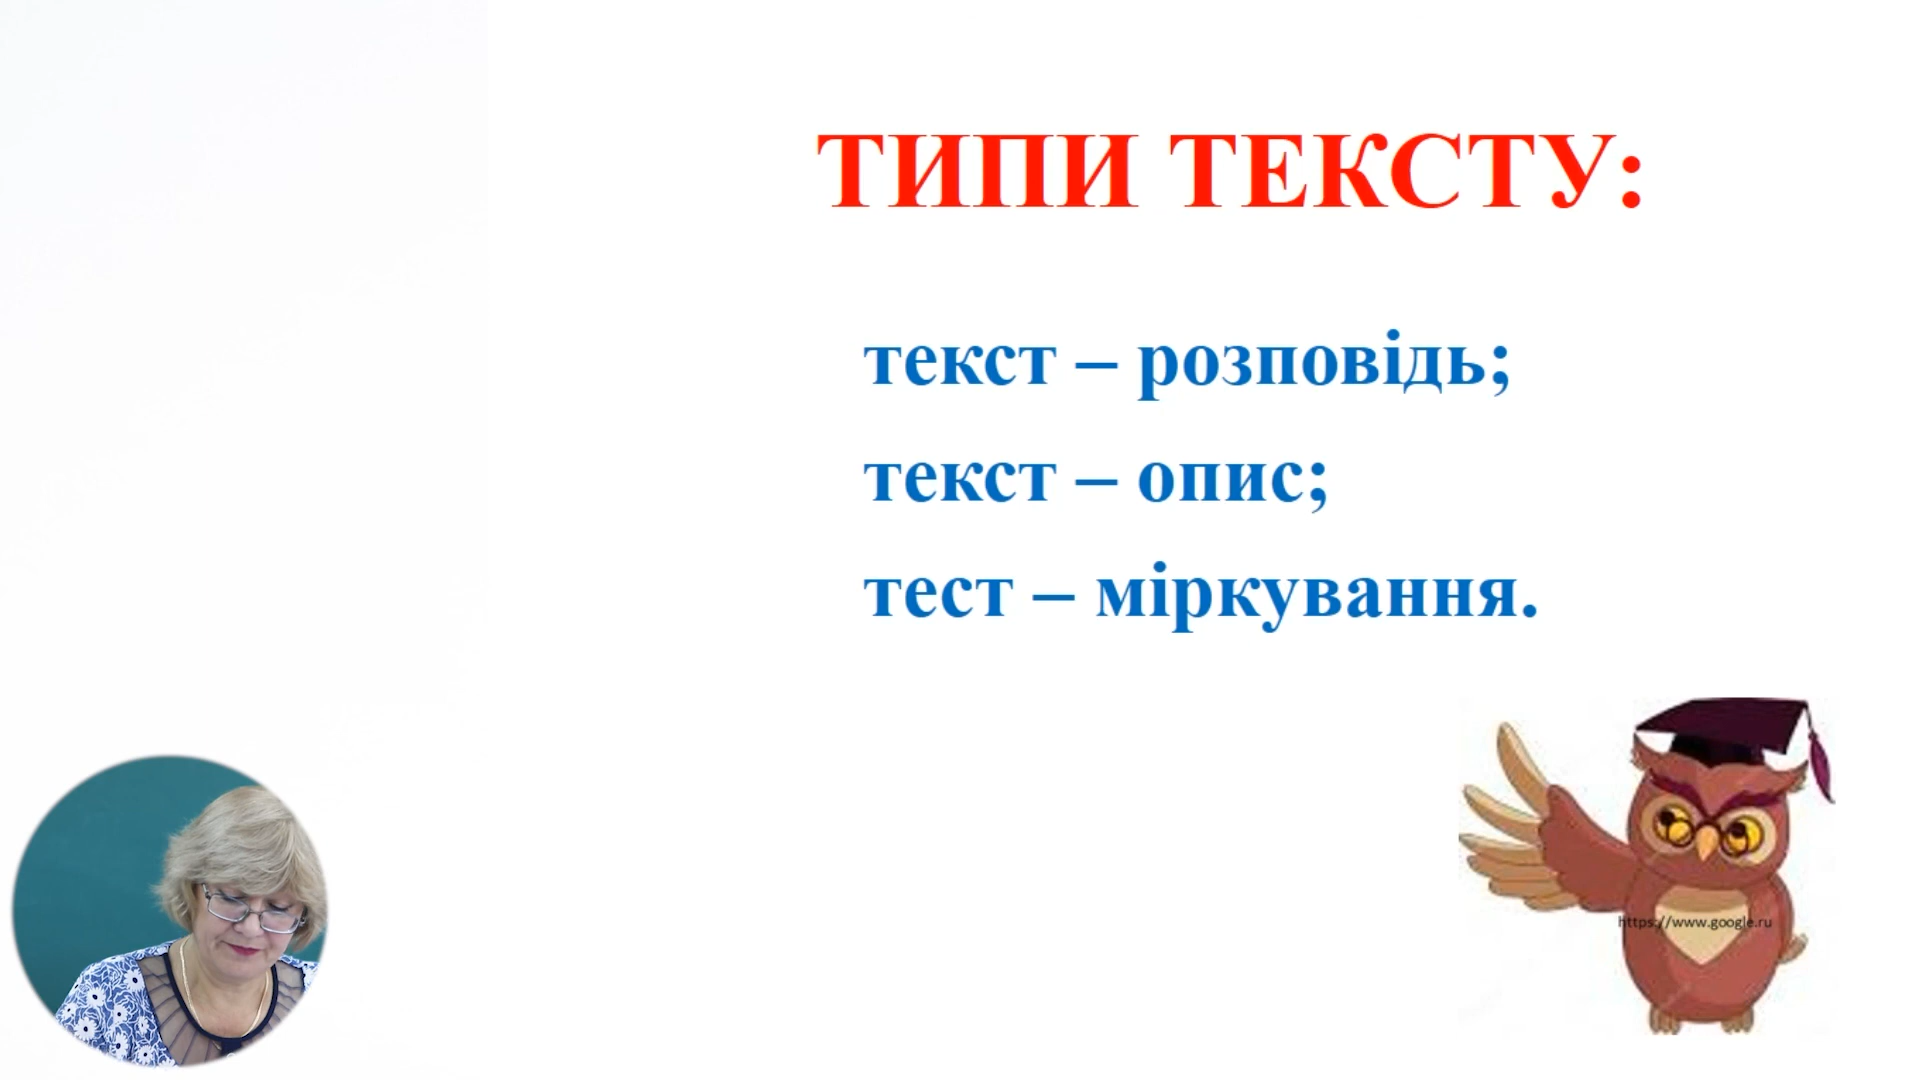 ТИПИ ТЕКСТУ:
текст – розповідь;
текст – опис;
тест – міркування.
https://www.google.ru